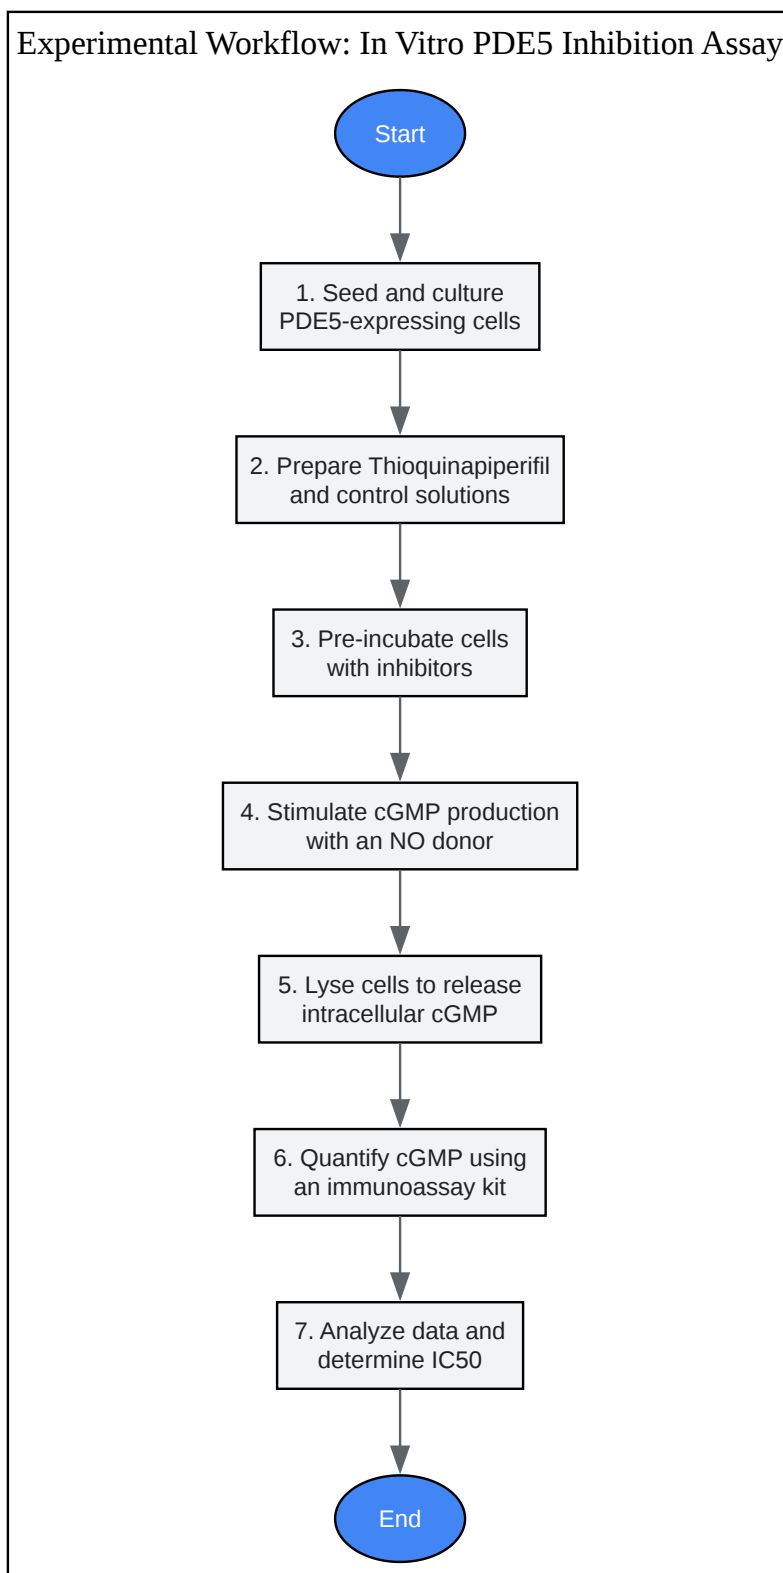 Experimental Workflow: In Vitro PDE5 Inhibition Assay
Start
1. Seed and culture
PDE5-expressing cells
2. Prepare Thioquinapiperifil
and control solutions
3. Pre-incubate cells
with inhibitors
4. Stimulate cGMP production
with an NO donor
5. Lyse cells to release
intracellular cGMP
6. Quantify cGMP using
an immunoassay kit
7. Analyze data and
determine IC50
End